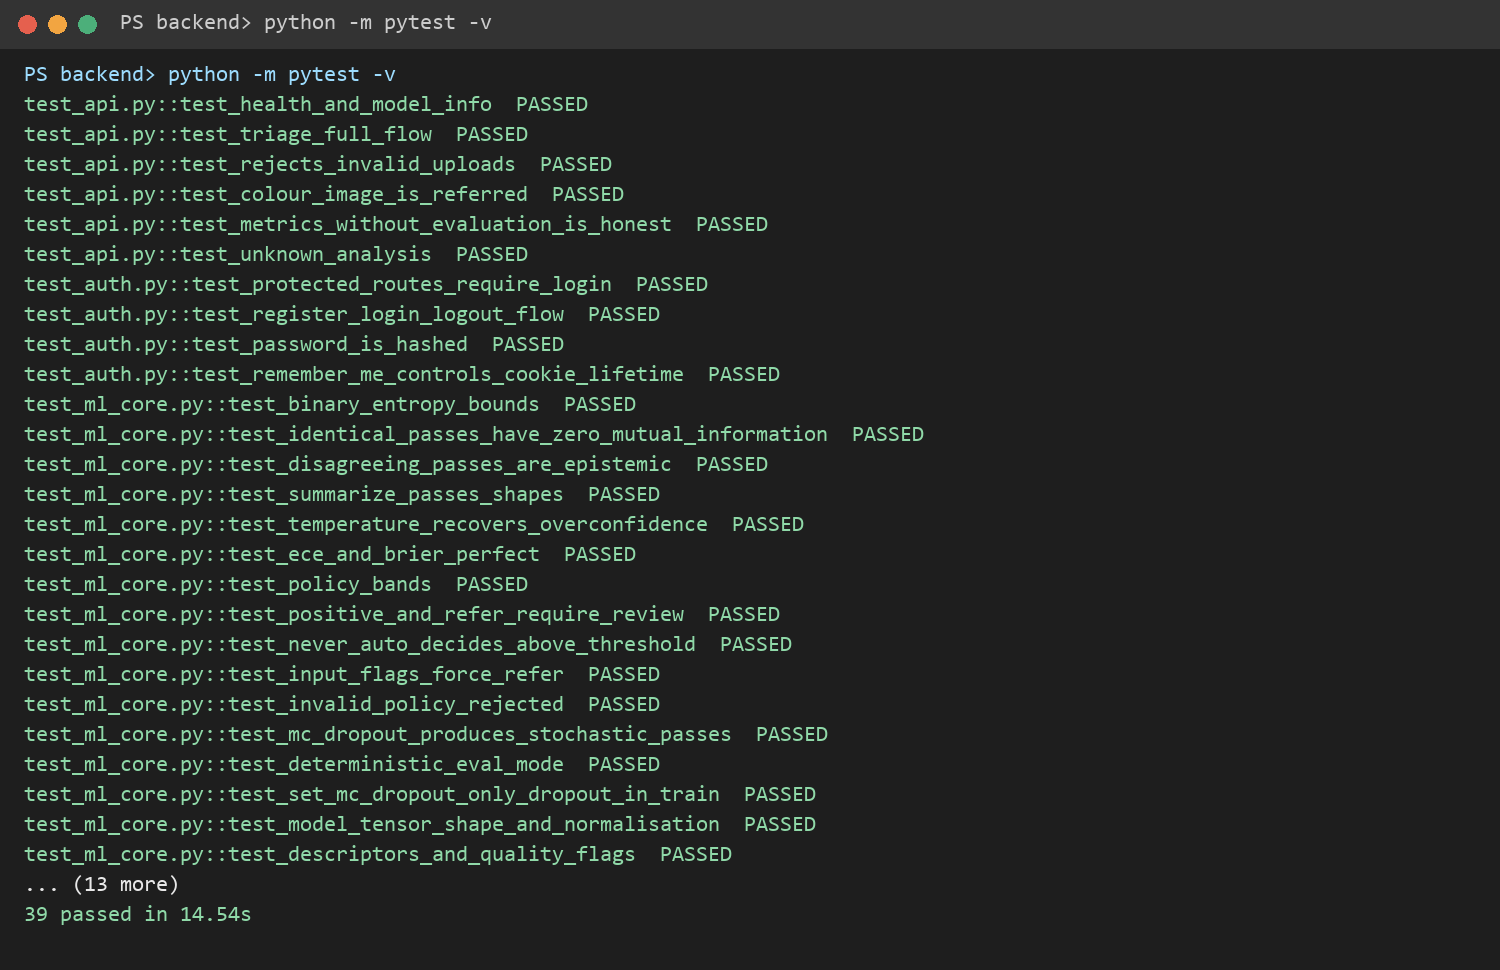 PS backend> python -m pytest -v
PS backend> python -m pytest -v
test_api.py::test_health_and_model_info  PASSED
test_api.py::test_triage_full_flow  PASSED
test_api.py::test_rejects_invalid_uploads  PASSED
test_api.py::test_colour_image_is_referred  PASSED
test_api.py::test_metrics_without_evaluation_is_honest  PASSED
test_api.py::test_unknown_analysis  PASSED
test_auth.py::test_protected_routes_require_login  PASSED
test_auth.py::test_register_login_logout_flow  PASSED
test_auth.py::test_password_is_hashed  PASSED
test_auth.py::test_remember_me_controls_cookie_lifetime  PASSED
test_ml_core.py::test_binary_entropy_bounds  PASSED
test_ml_core.py::test_identical_passes_have_zero_mutual_information  PASSED
test_ml_core.py::test_disagreeing_passes_are_epistemic  PASSED
test_ml_core.py::test_summarize_passes_shapes  PASSED
test_ml_core.py::test_temperature_recovers_overconfidence  PASSED
test_ml_core.py::test_ece_and_brier_perfect  PASSED
test_ml_core.py::test_policy_bands  PASSED
test_ml_core.py::test_positive_and_refer_require_review  PASSED
test_ml_core.py::test_never_auto_decides_above_threshold  PASSED
test_ml_core.py::test_input_flags_force_refer  PASSED
test_ml_core.py::test_invalid_policy_rejected  PASSED
test_ml_core.py::test_mc_dropout_produces_stochastic_passes  PASSED
test_ml_core.py::test_deterministic_eval_mode  PASSED
test_ml_core.py::test_set_mc_dropout_only_dropout_in_train  PASSED
test_ml_core.py::test_model_tensor_shape_and_normalisation  PASSED
test_ml_core.py::test_descriptors_and_quality_flags  PASSED
... (13 more)
39 passed in 14.54s